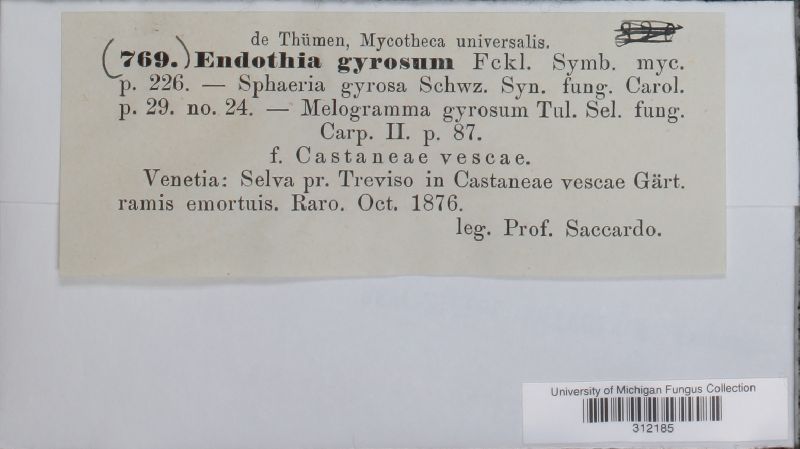 de Thümen, Mycotheca universalis.
(769.) Endothia gyrosum Fckl. Symb. myc.
p. 226. — Sphaeria gyrosa Schwz. Syn. fung. Carol.
p. 29. no. 24. — Melogramma gyrosum Tul. Sel. fung.
Carp. II. p. 87.
f. Castaneae vescae.
Venetia: Selva pr. Treviso in Castaneae vescae Gärt.
ramis emortuis. Raro. Oct. 1876.
leg. Prof. Saccardo.
University of Michigan Fungus Collection
312185